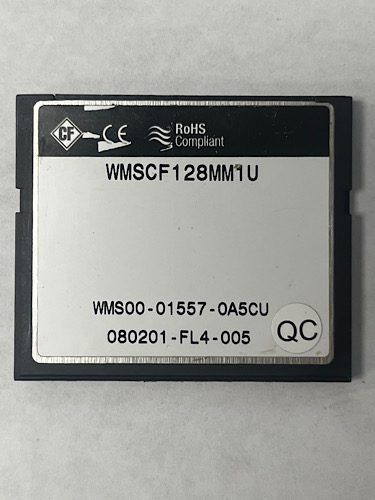 CF CE RoHS
Compliant
WMSCF128MM1U
WMS00-01557-0A5CU
080201-FL4-005
QC